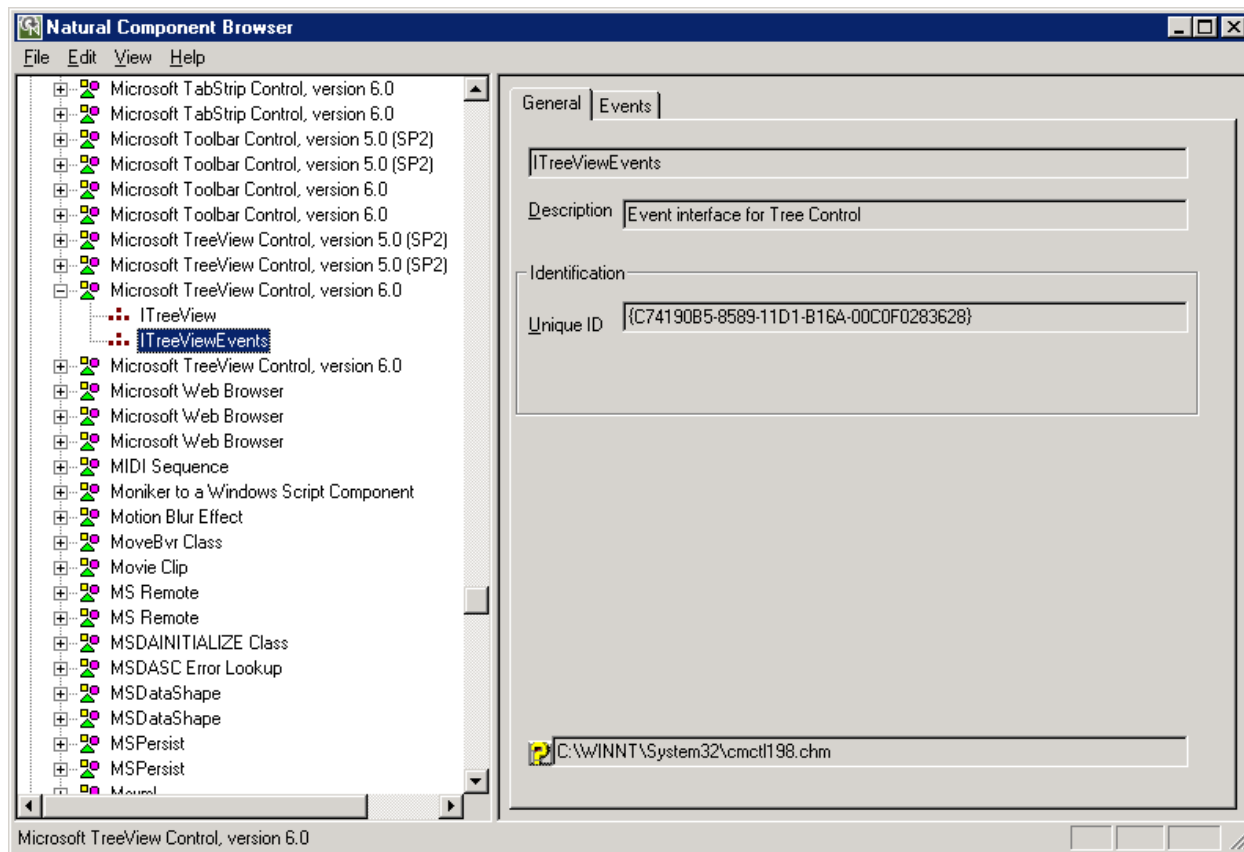 Natural Component Browser
File Edit View Help
Microsoft TabStrip Control, version 6.0
Microsoft TabStrip Control, version 6.0
Microsoft Toolbar Control, version 5.0 (SP2)
Microsoft Toolbar Control, version 5.0 (SP2)
Microsoft Toolbar Control, version 6.0
Microsoft Toolbar Control, version 6.0
Microsoft TreeView Control, version 5.0 (SP2)
Microsoft TreeView Control, version 5.0 (SP2)
Microsoft TreeView Control, version 6.0
ITreeView
ITreeViewEvents
Microsoft TreeView Control, version 6.0
Microsoft Web Browser
Microsoft Web Browser
Microsoft Web Browser
MIDI Sequence
Moniker to a Windows Script Component
Motion Blur Effect
MoveBvr Class
Movie Clip
MS Remote
MS Remote
MSDAINITIALIZE Class
MSDASC Error Lookup
MSDataShape
MSDataShape
MSPersist
MSPersist
General Events
ITreeViewEvents
Description Event interface for Tree Control
Identification
Unique ID {C74190B5-8589-11D1-B16A-00C0F0283628}
C:\WINNT\System32\cmctl198.chm
Microsoft TreeView Control, version 6.0